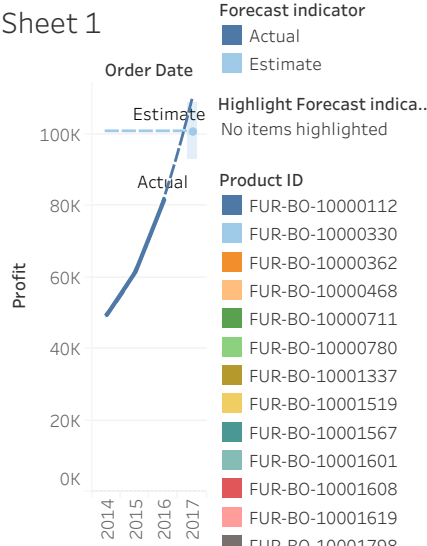 Sheet 1
Order Date
Estimate
Actual
Profit
100K
80K
60K
40K
20K
0K
2014
2015
2016
2017
Forecast indicator
Actual
Estimate
Highlight Forecast indica..
No items highlighted
Product ID
FUR-BO-10000112
FUR-BO-10000330
FUR-BO-10000362
FUR-BO-10000468
FUR-BO-10000711
FUR-BO-10000780
FUR-BO-10001337
FUR-BO-10001519
FUR-BO-10001567
FUR-BO-10001601
FUR-BO-10001608
FUR-BO-10001619
FUR-BO-10001798